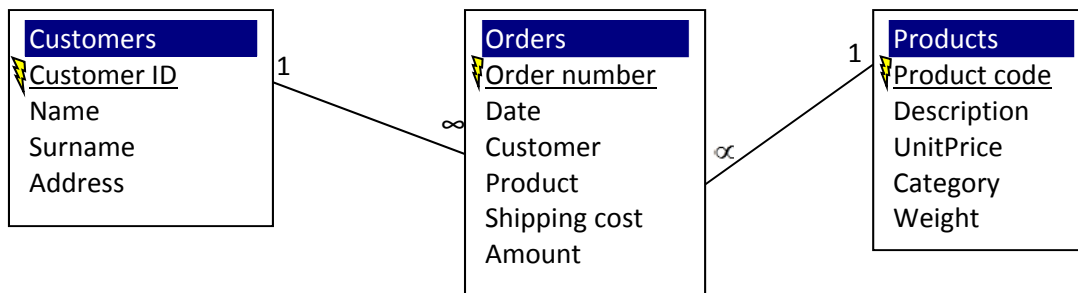 Customers
Customer ID
Name
Surname
Address
1
∞
Orders
Order number
Date
Customer
Product
Shipping cost
Amount
∝
1
Products
Product code
Description
UnitPrice
Category
Weight